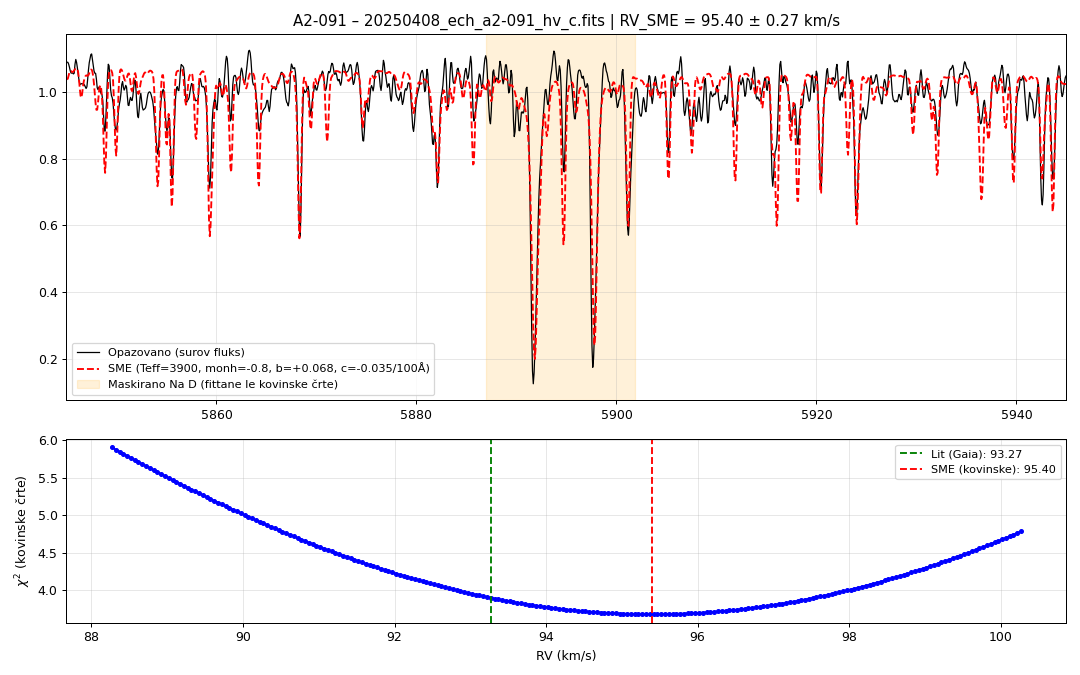 A2-091 – 20250408_ech_a2-091_hv_c.fits | RV_SME = 95.40 ± 0.27 km/s
1.0
0.8
0.6
0.4
0.2
Opazovano (surov fluks)
SME (Teff=3900, monh=-0.8, b=+0.068, c=-0.035/100Å)
Maskirano Na D (fittane le kovinske črte)
5860 5880 5900 5920 5940
6.0
5.5
5.0
4.5
4.0
χ² (kovinske črte)
Lit (Gaia): 93.27
SME (kovinske): 95.40
88 90 92 94 96 98 100
RV (km/s)